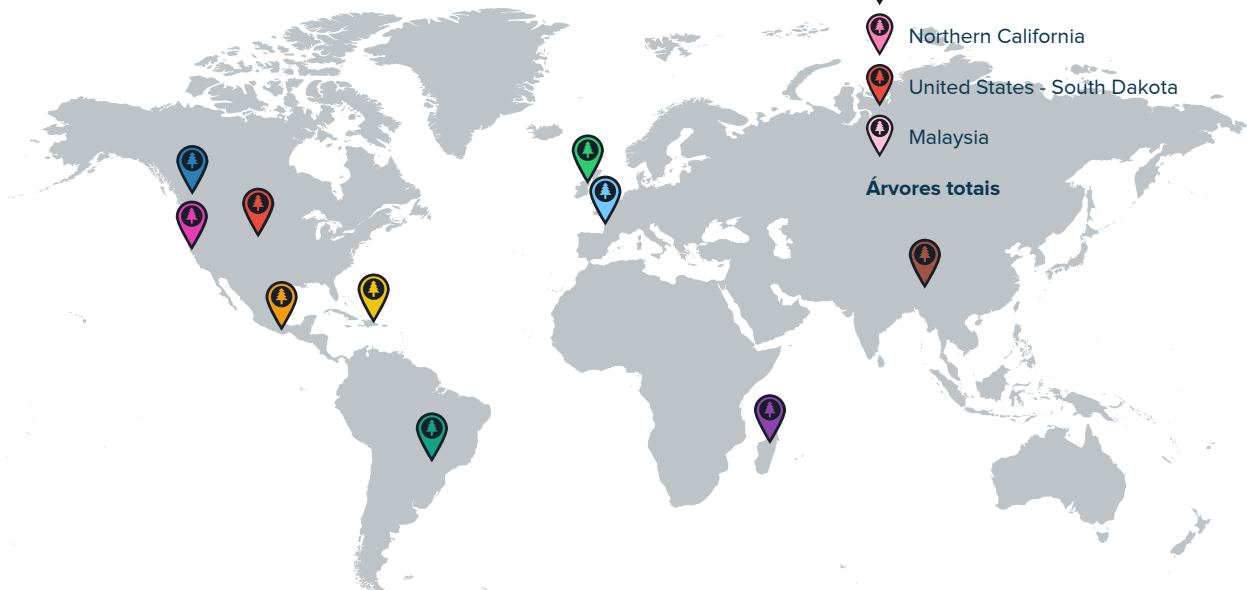 Northern California
United States - South Dakota
Malaysia
Árvores totais